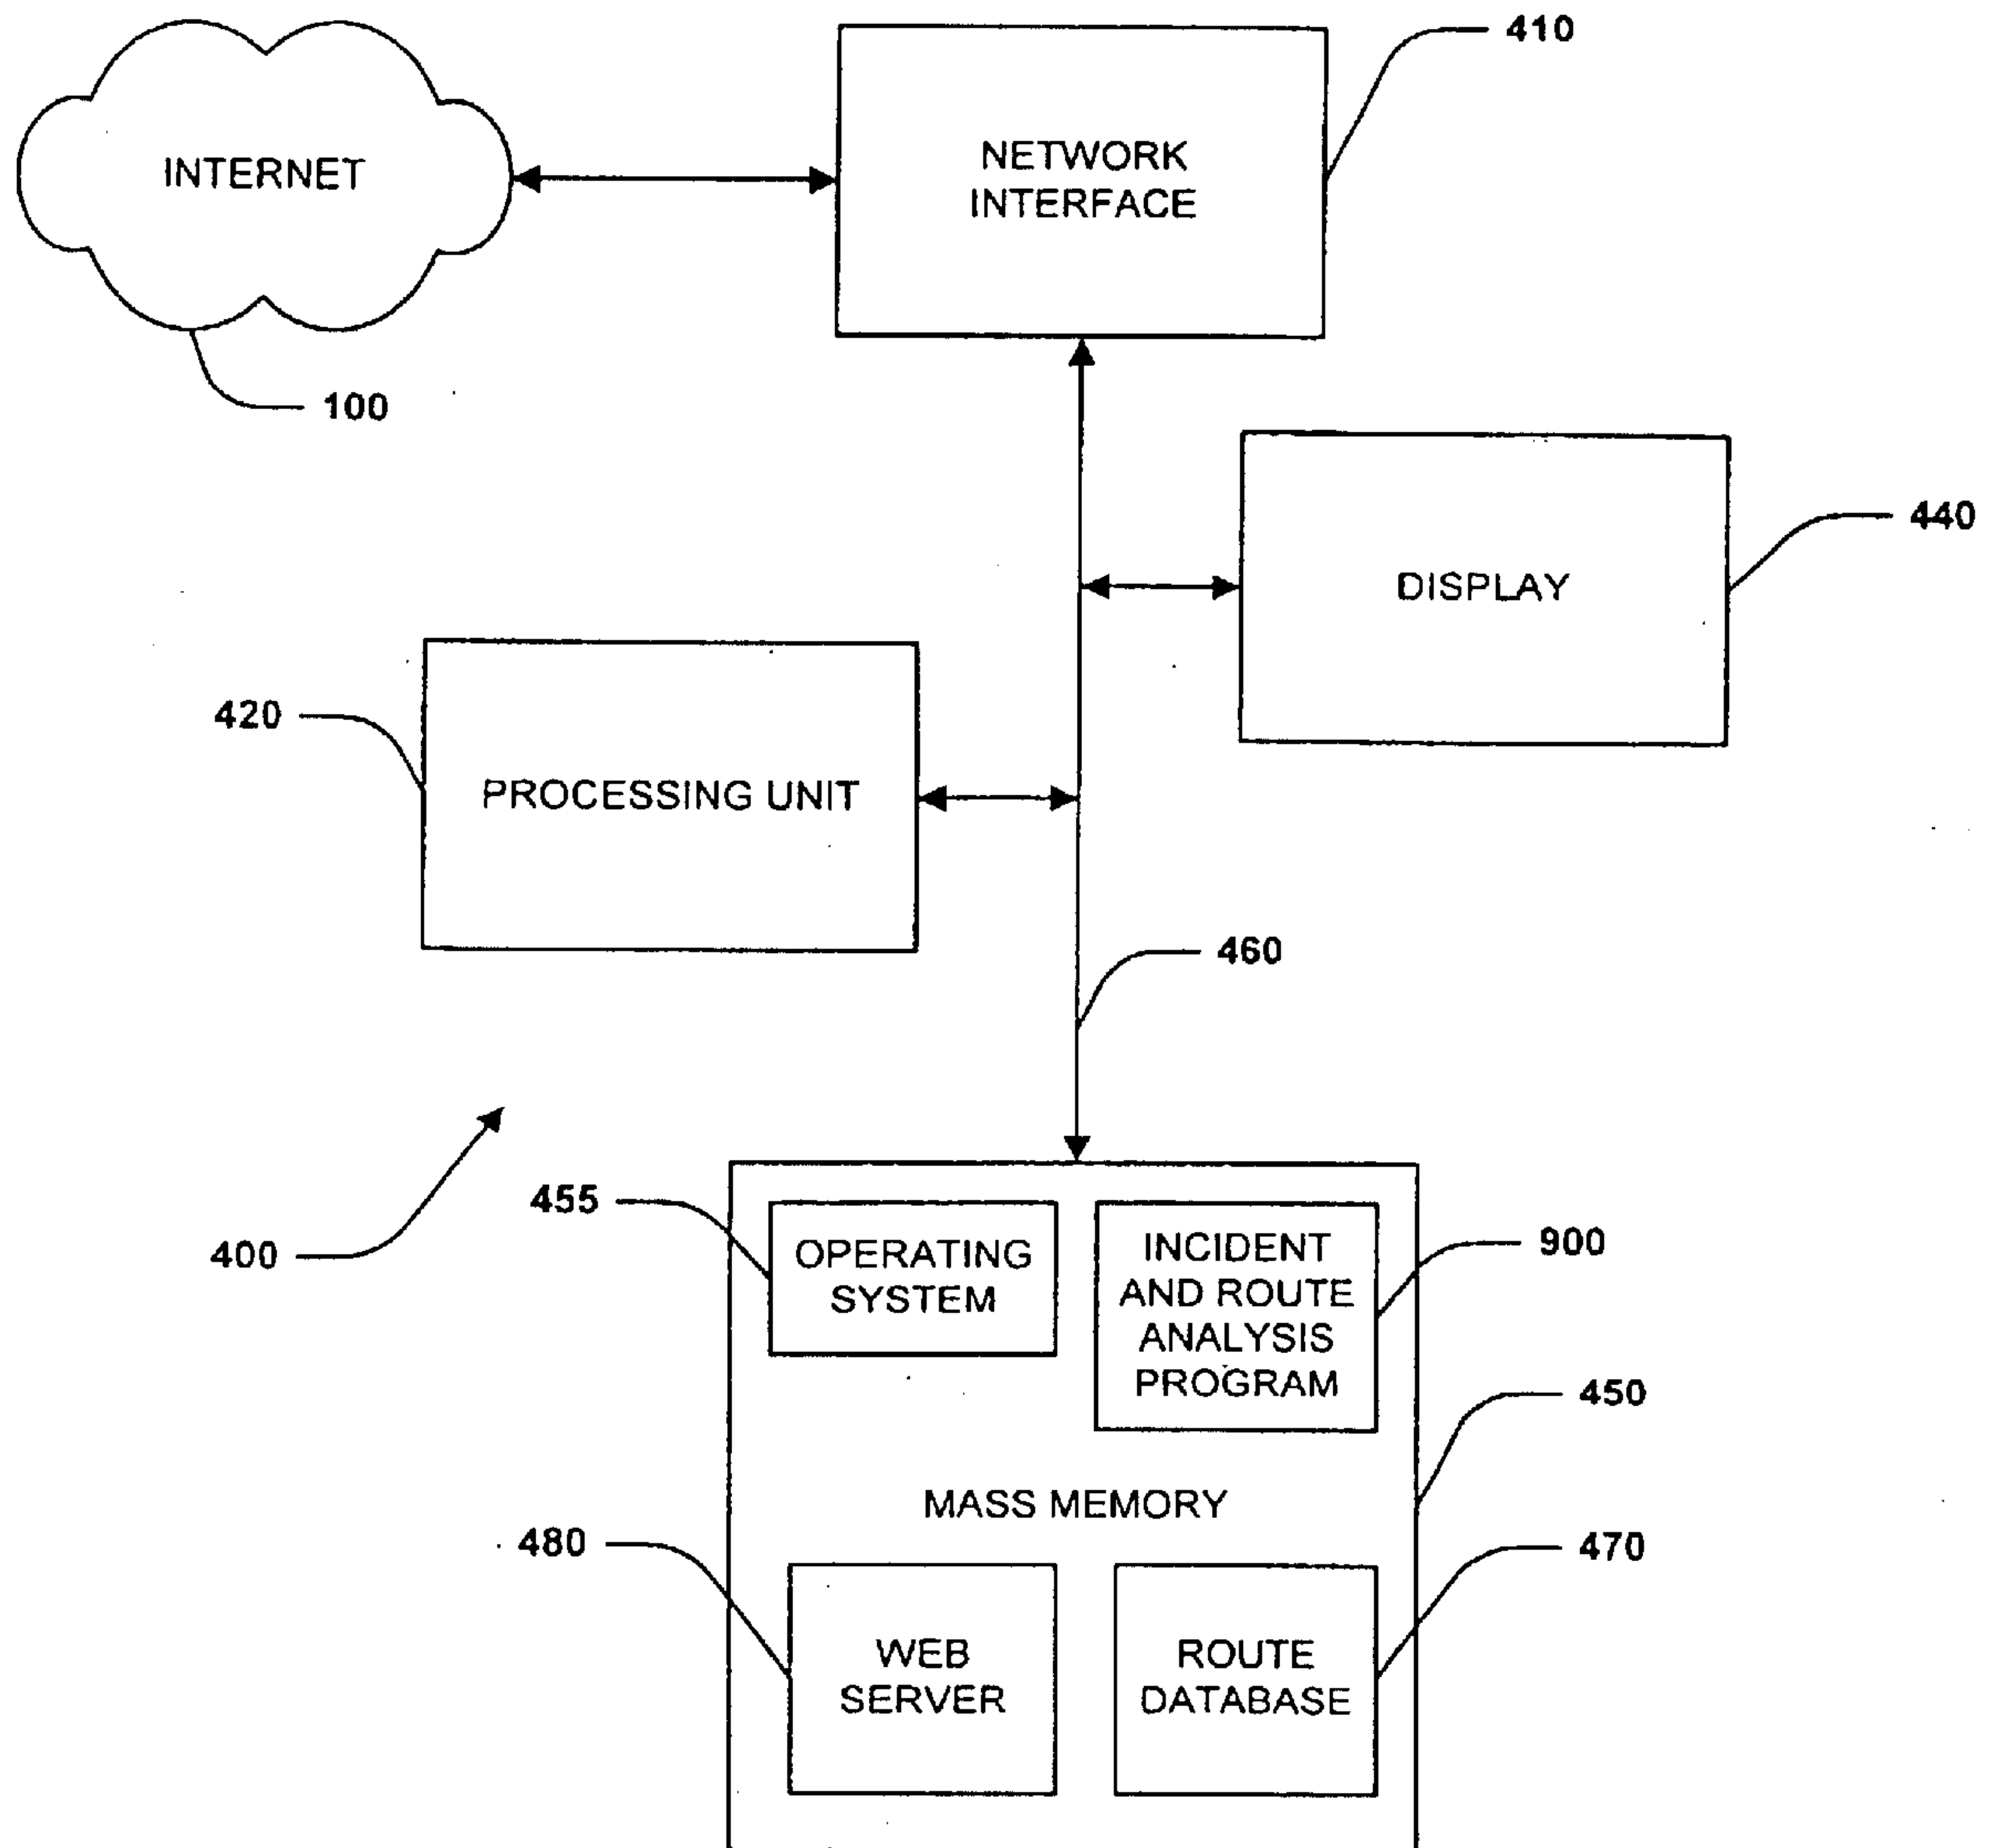 410
INTERNET
NETWORK
INTERFACE
100
440
DISPLAY
420
PROCESSING UNIT
460
400
455
OPERATING
SYSTEM
INCIDENT
AND ROUTE
ANALYSIS
PROGRAM
900
450
MASS MEMORY
480
470
WEB
SERVER
ROUTE
DATABASE